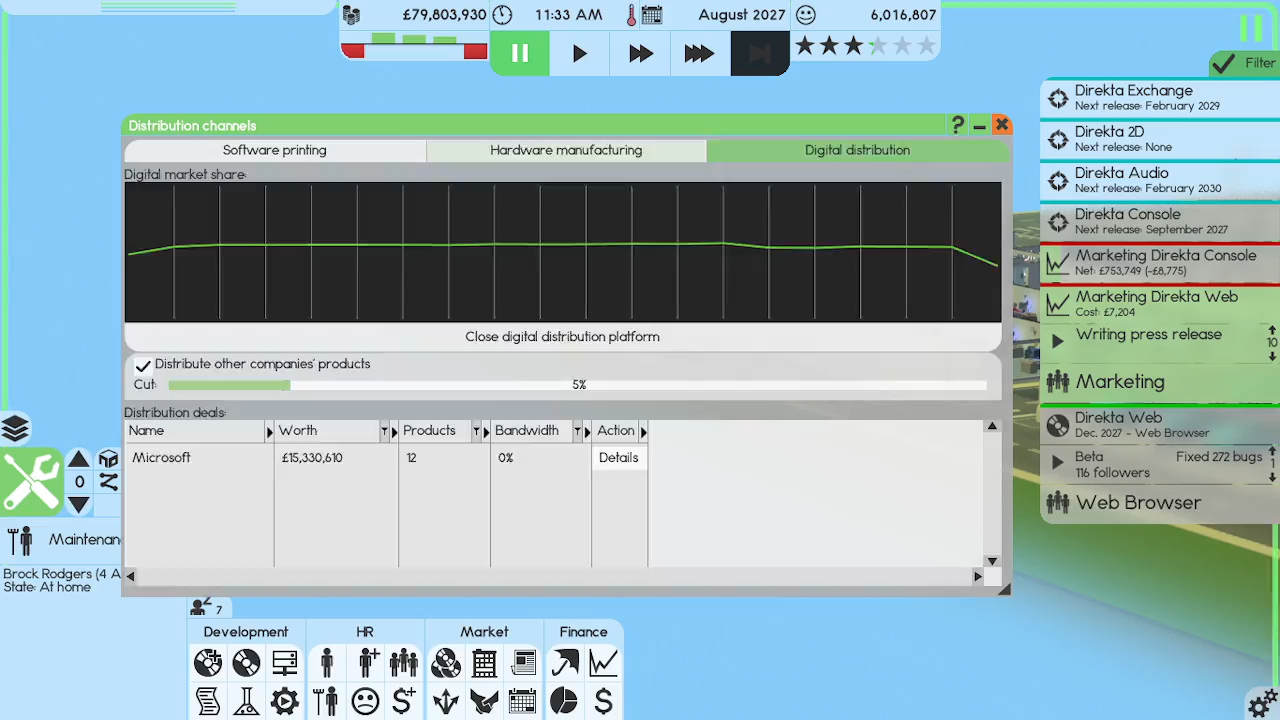 £79,803,930
11:33 AM
August 2027
6,016,807
Filter
Direkta Exchange
Next release: February 2029
Direkta 2D
Next release: None
Direkta Audio
Next release: February 2030
Direkta Console
Next release: September 2027
Marketing Direkta Console
Net: £753,749 (-£8,775)
Marketing Direkta Web
Cost: £7,204
Writing press release
10
Marketing
Direkta Web
Dec. 2027 - Web Browser
Beta
Fixed 272 bugs
1
116 followers
Web Browser
Distribution channels
?
Software printing
Hardware manufacturing
Digital distribution
Digital market share:
Close digital distribution platform
Distribute other companies' products
Cut:
5%
Distribution deals:
Name
Worth
Products
Bandwidth
Action
Microsoft
£15,330,610
12
0%
Details
0
Maintenan
Brock Rodgers (4 A
State: At home
7
Development
HR
Market
Finance